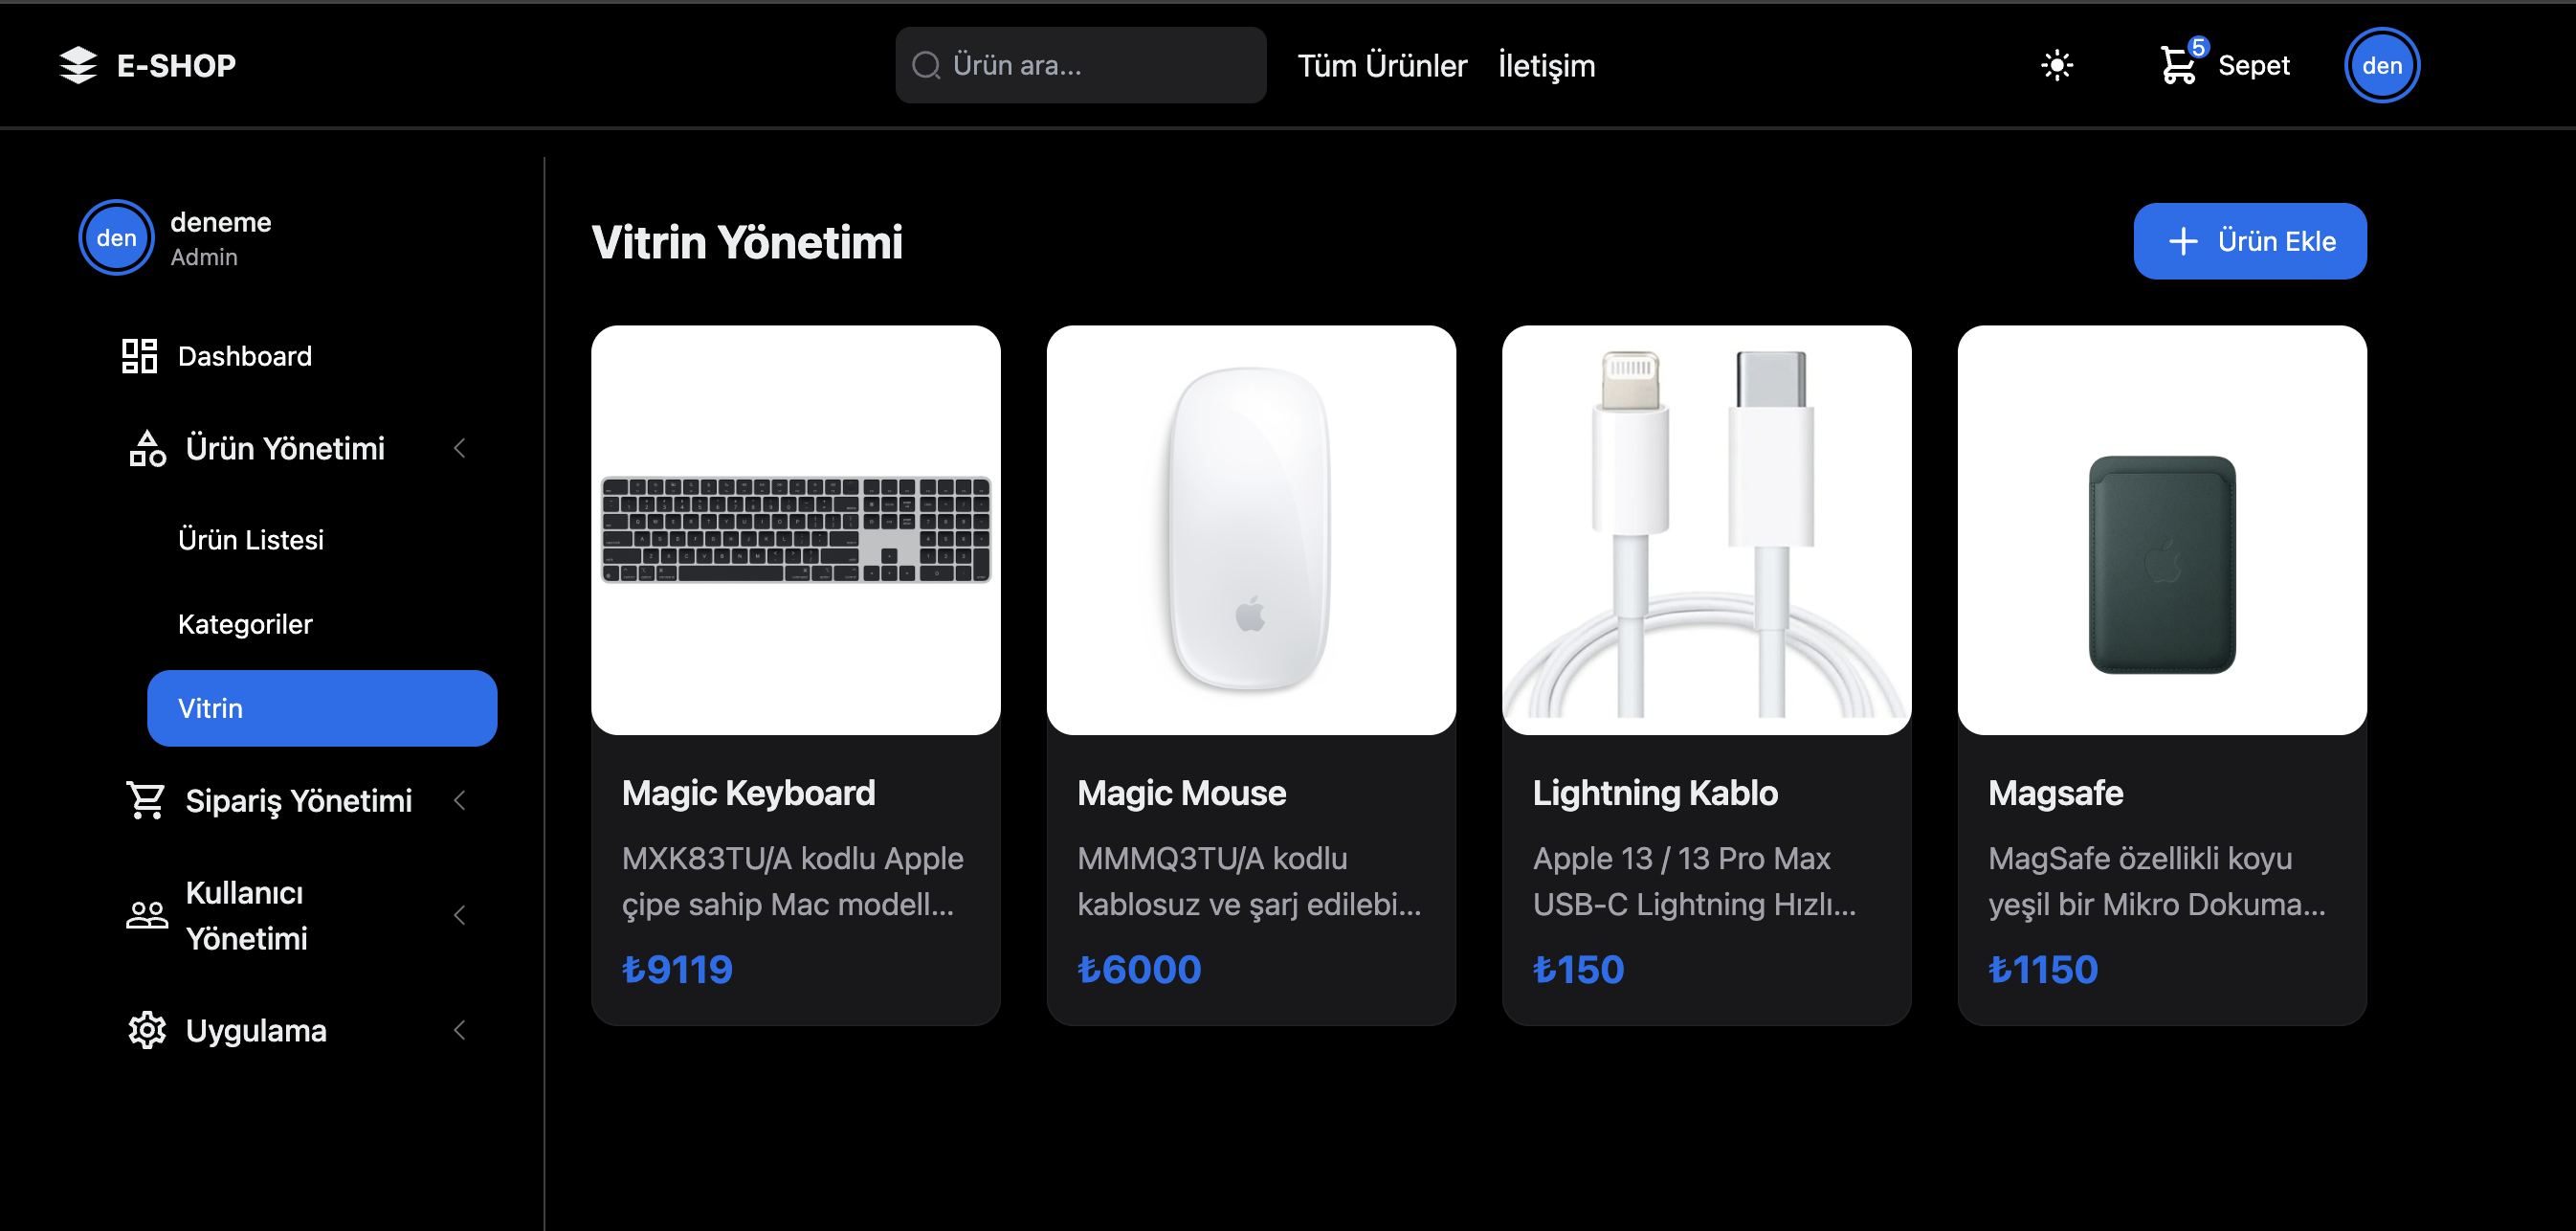 E-SHOP
Ürün ara...
Tüm Ürünler
İletişim
5
Sepet
den
den
deneme
Admin
Dashboard
Ürün Yönetimi
Ürün Listesi
Kategoriler
Vitrin
Sipariş Yönetimi
Kullanıcı
Yönetimi
Uygulama
Vitrin Yönetimi
Ürün Ekle
Magic Keyboard
MXK83TU/A kodlu Apple
çipe sahip Mac modell...
₺9119
Magic Mouse
MMMQ3TU/A kodlu
kablosuz ve şarj edilebi...
₺6000
Lightning Kablo
Apple 13 / 13 Pro Max
USB-C Lightning Hızlı...
₺150
Magsafe
MagSafe özellikli koyu
yeşil bir Mikro Dokuma...
₺1150